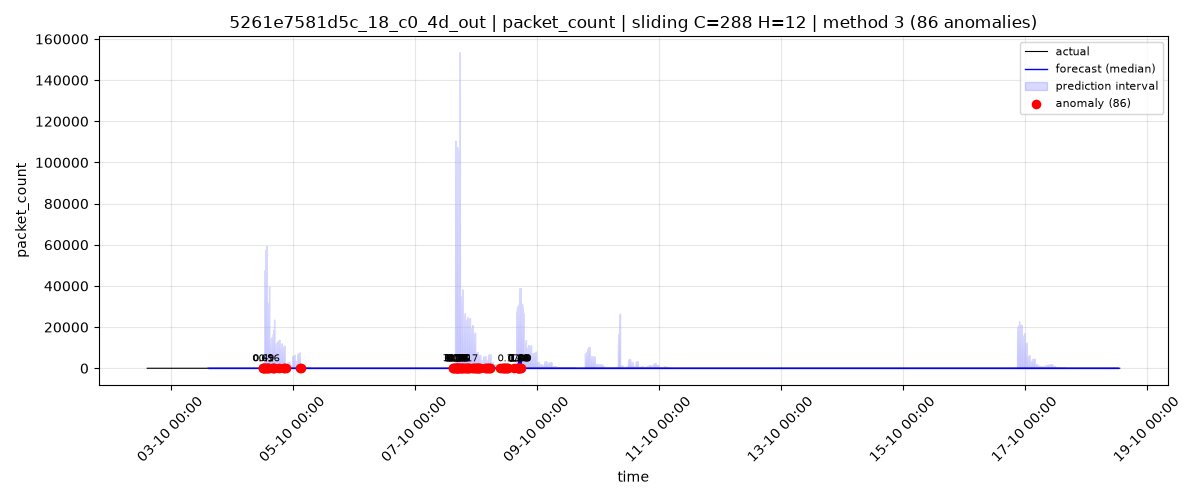 5261e7581d5c_18_c0_4d_out | packet_count | sliding C=288 H=12 | method 3 (86 anomalies)
160000
140000
120000
100000
80000
60000
40000
20000
0
packet_count
actual
forecast (median)
prediction interval
anomaly (86)
03-10 00:00
05-10 00:00
07-10 00:00
09-10 00:00
11-10 00:00
13-10 00:00
15-10 00:00
17-10 00:00
19-10 00:00
time